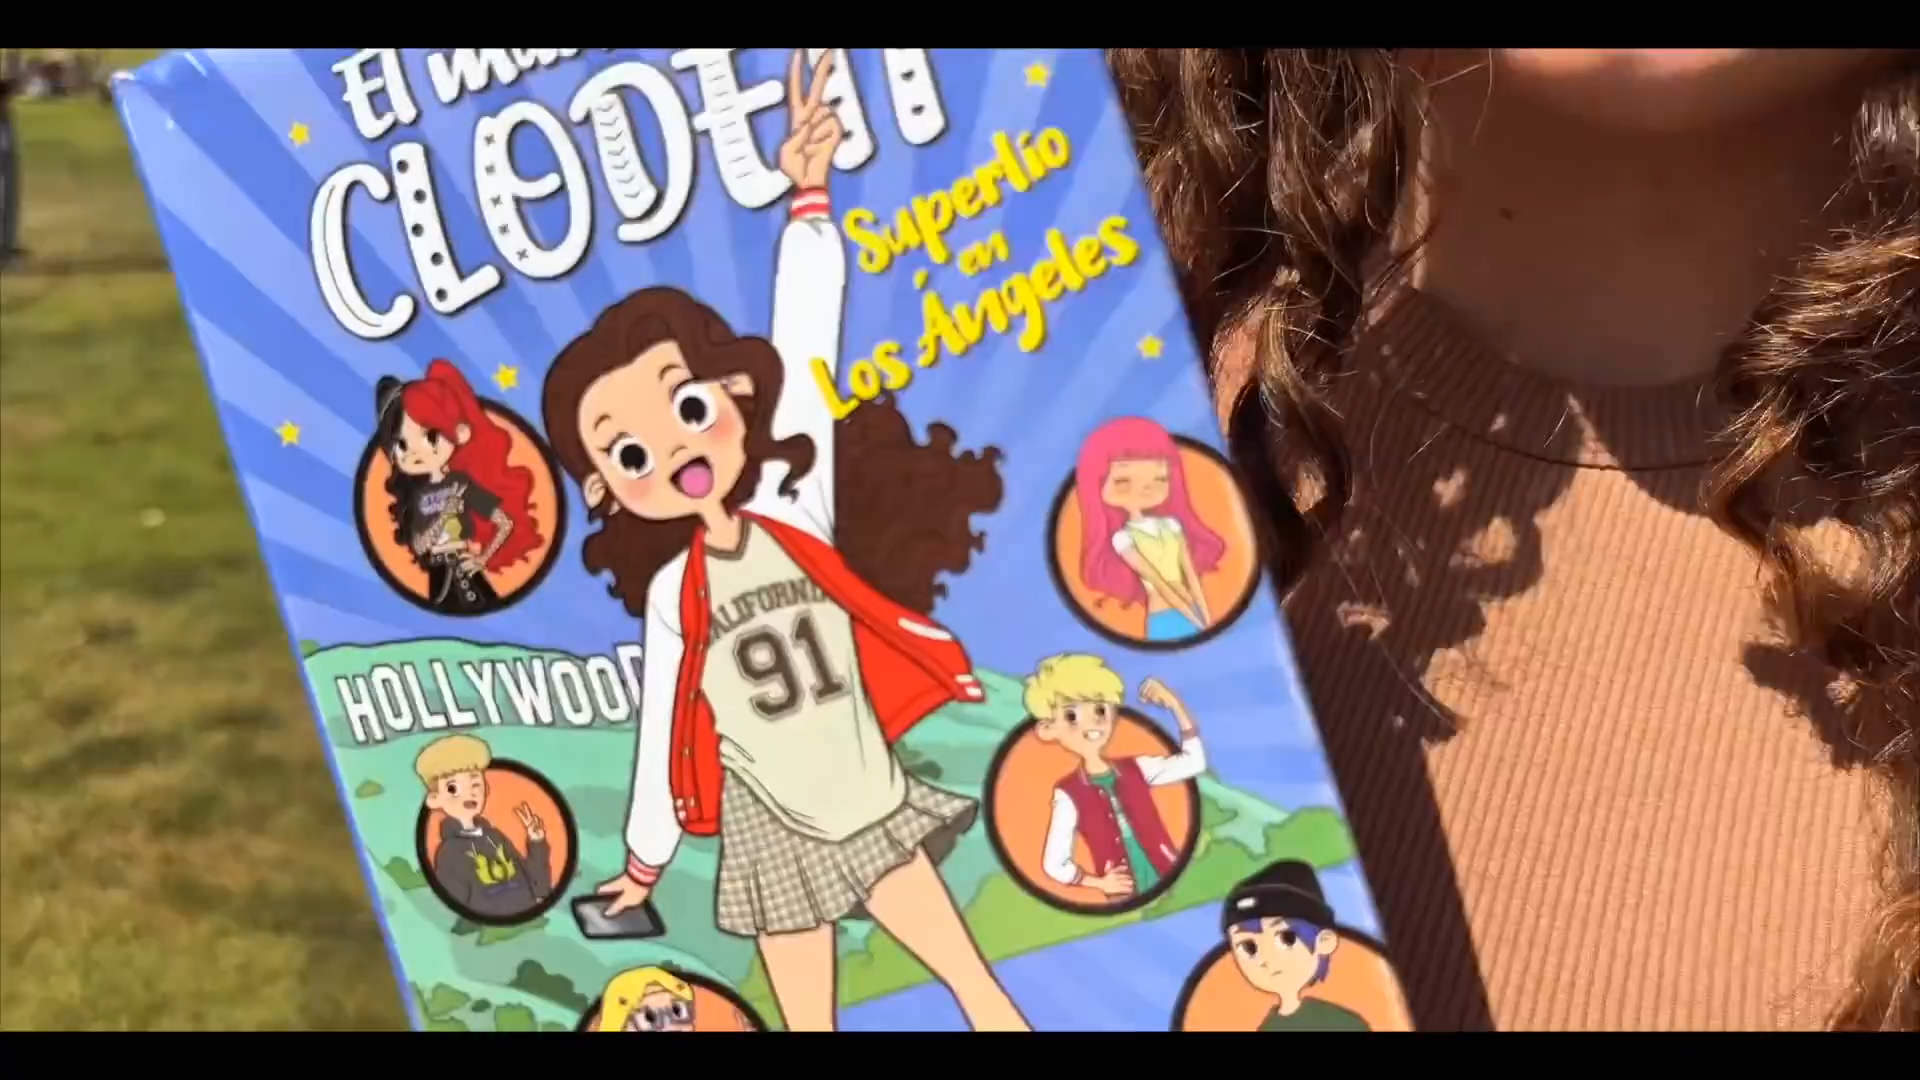 El
CLODETT
Superlío
en
Los Ángeles
CALIFORNIA
91
HOLLYWOOD